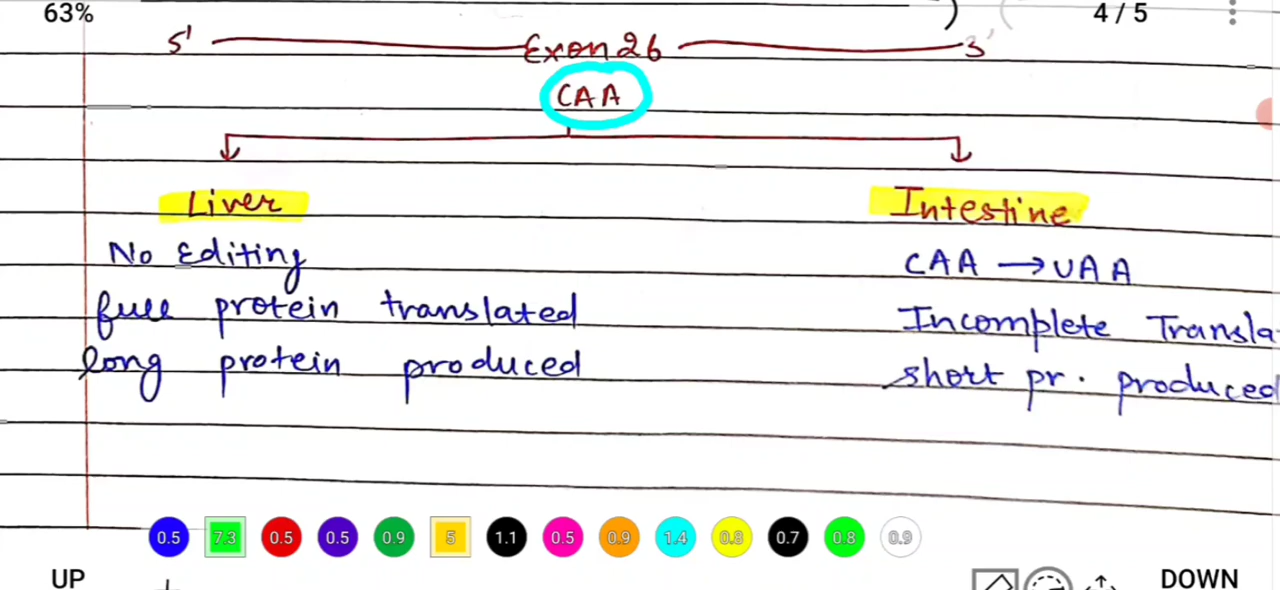 63%
4/5
5' Exon 26 3'
CAA
Liver
Intestine
No Editing
CAA → UAA
full protein translated
Incomplete Transla
long protein produced
short pr. produced
0.5 7.3 0.5 0.5 0.9 5 1.1 0.5 0.9 1.4 0.8 0.7 0.8 0.9
UP
DOWN